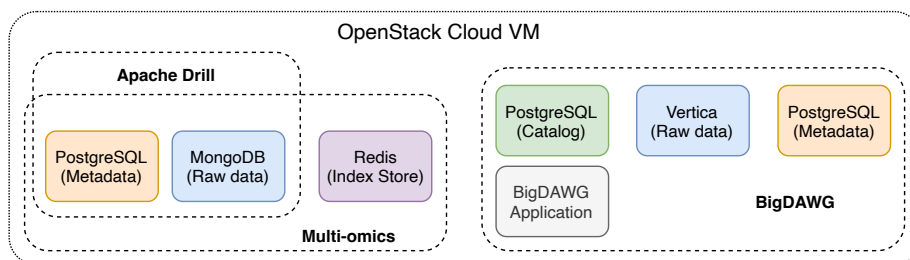 OpenStack Cloud VM
Apache Drill
PostgreSQL
(Metadata)
MongoDB
(Raw data)
Redis
(Index Store)
Multi-omics
PostgreSQL
(Catalog)
Vertica
(Raw data)
PostgreSQL
(Metadata)
BigDAWG
Application
BigDAWG